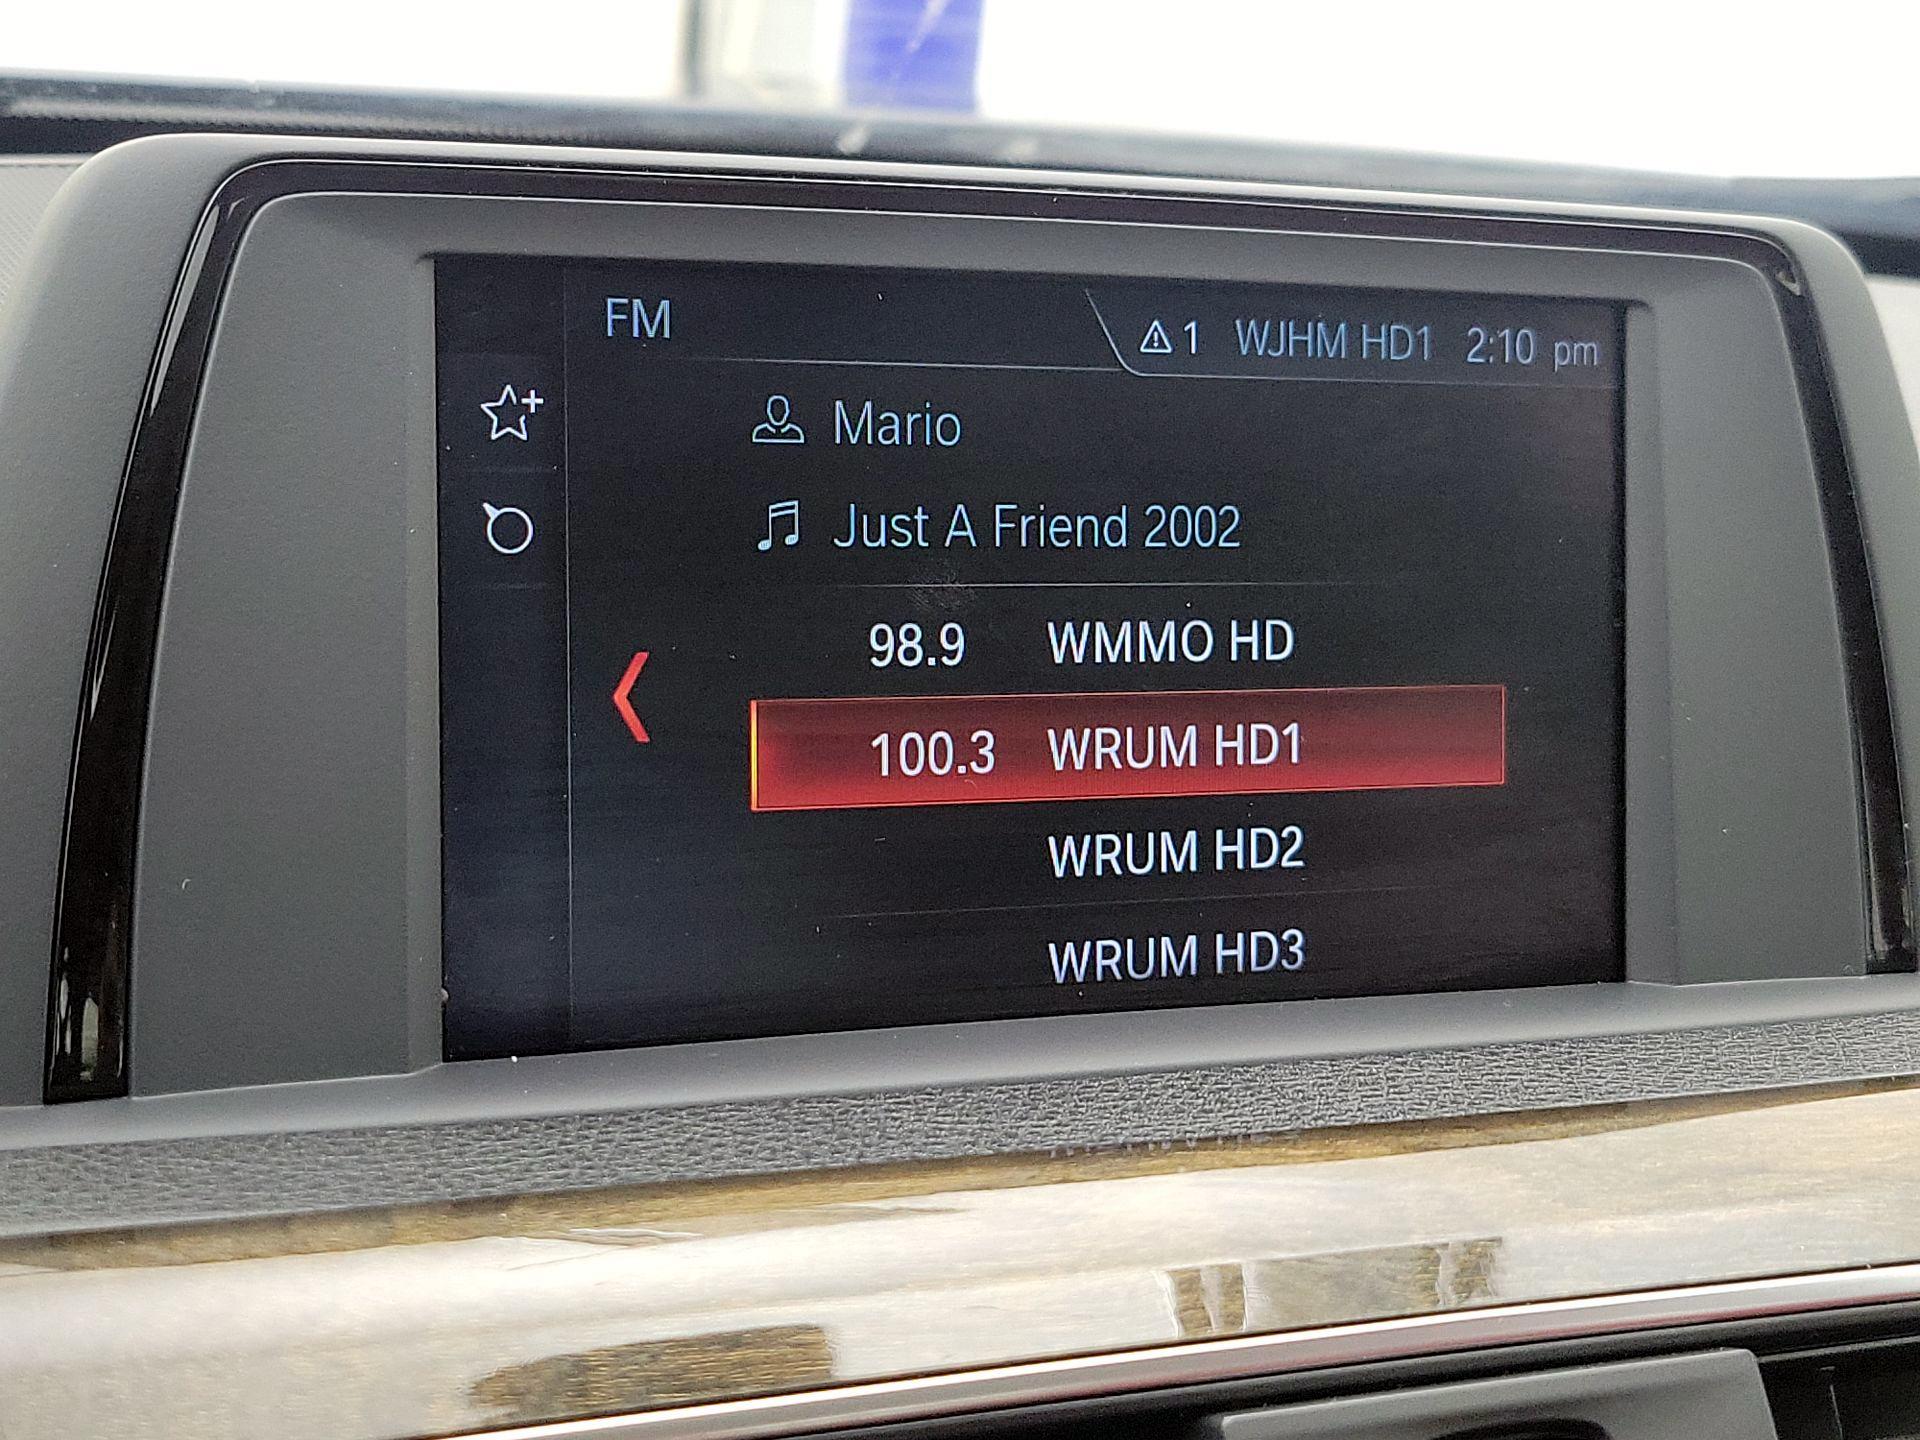 FM
1 WJHM HD1 2:10 pm
Mario
Just A Friend 2002
98.9 WMMO HD
100.3 WRUM HD1
WRUM HD2
WRUM HD3